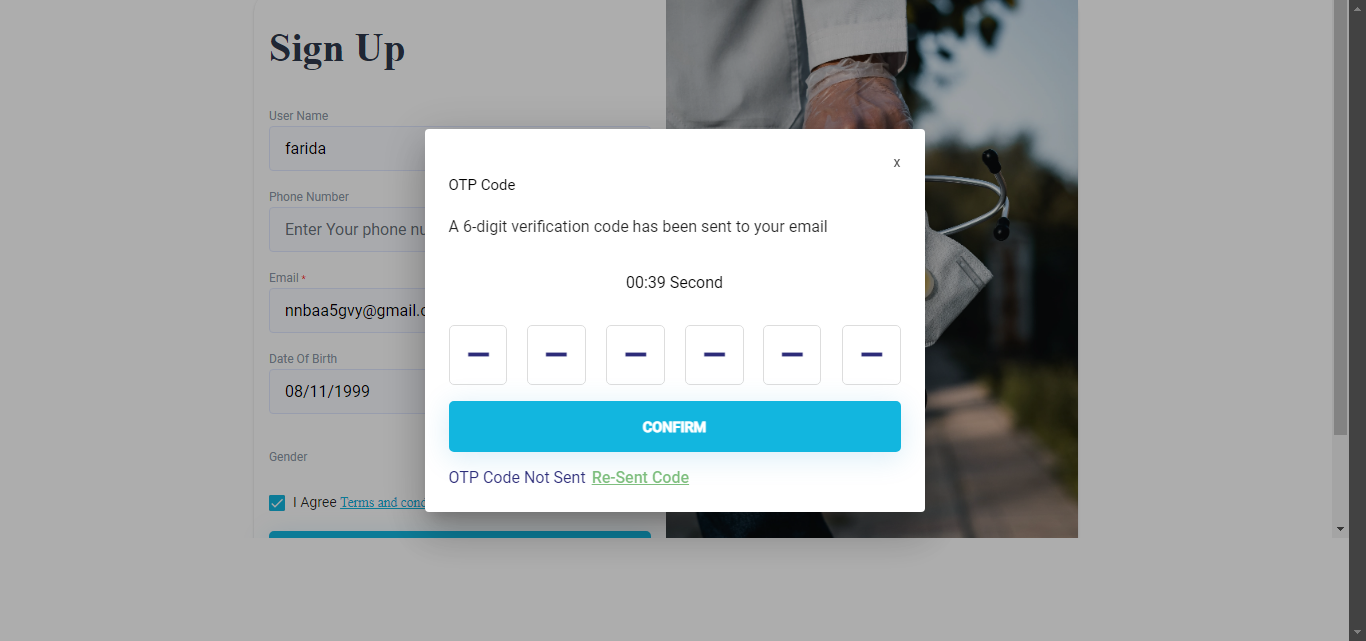 Sign Up
User Name
farida
Phone Number
Enter Your phone nu
Email *
nnbaa5gvy@gmail.c
Date Of Birth
08/11/1999
Gender
I Agree Terms and cond
x
OTP Code
A 6-digit verification code has been sent to your email
00:39 Second
CONFIRM
OTP Code Not Sent Re-Sent Code